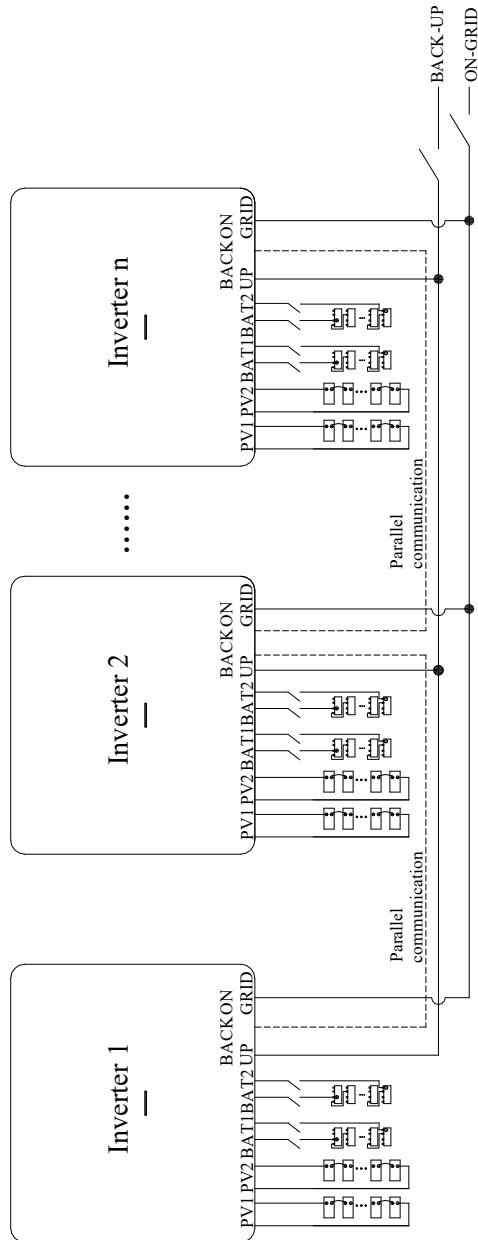 Inverter 1
PV1
PV2
BAT1
BAT2
BACK
UP
ON
GRID
Parallel
communication
Inverter 2
PV1
PV2
BAT1
BAT2
BACK
UP
ON
GRID
Parallel
communication
......
Inverter n
PV1
PV2
BAT1
BAT2
BACK
UP
ON
GRID
BACK-UP
ON-GRID